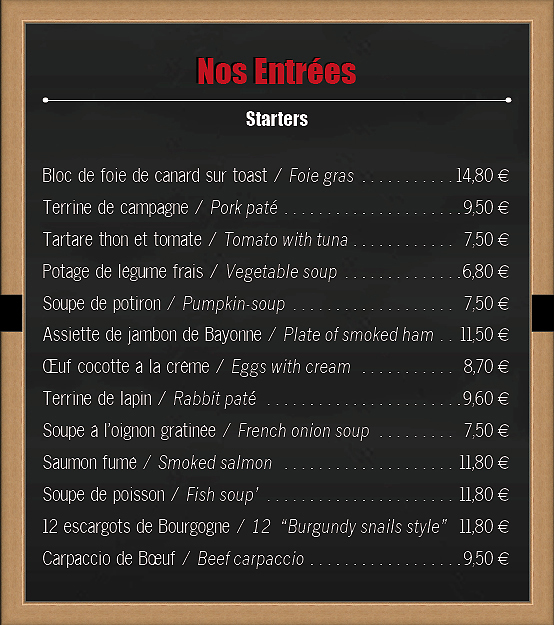 Nos Entrées
Starters
Bloc de foie de canard sur toast / Foie gras . . . . . . . . . . . 14,80 €
Terrine de campagne / Pork paté . . . . . . . . . . . . . . . . . . . . 9,50 €
Tartare thon et tomate / Tomato with tuna . . . . . . . . . . . . 7,50 €
Potage de légume frais / Vegetable soup . . . . . . . . . . . . . 6,80 €
Soupe de potiron / Pumpkin-soup . . . . . . . . . . . . . . . . . . 7,50 €
Assiette de jambon de Bayonne / Plate of smoked ham . . 11,50 €
Œuf cocotte à la crème / Eggs with cream . . . . . . . . . . . 8,70 €
Terrine de lapin / Rabbit paté . . . . . . . . . . . . . . . . . . . . . . 9,60 €
Soupe à l'oignon gratinée / French onion soup . . . . . . . . . 7,50 €
Saumon fumé / Smoked salmon . . . . . . . . . . . . . . . . . . . 11,80 €
Soupe de poisson / Fish soup' . . . . . . . . . . . . . . . . . . . . . 11,80 €
12 escargots de Bourgogne / 12 “Burgundy snails style” 11,80 €
Carpaccio de Bœuf / Beef carpaccio . . . . . . . . . . . . . . . . . 9,50 €